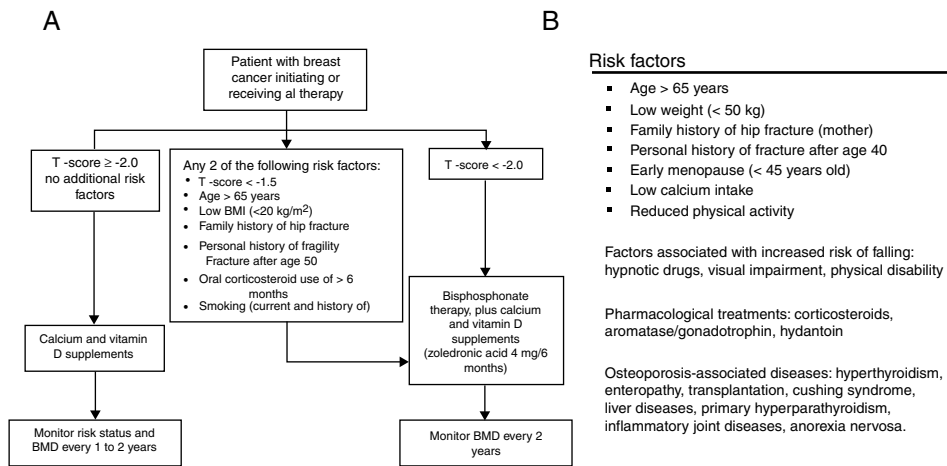 A
Patient with breast
cancer initiating or
receiving al therapy
T -score ≥ -2.0
no additional risk
factors
Any 2 of the following risk factors:
• T -score < -1.5
• Age > 65 years
• Low BMI (<20 kg/m²)
• Family history of hip fracture
• Personal history of fragility
Fracture after age 50
• Oral corticosteroid use of > 6
months
• Smoking (current and history of)
T -score < -2.0
Calcium and vitamin
D supplements
Bisphosphonate
therapy, plus calcium and
vitamin D
supplements
(zoledronic acid 4 mg/6
months)
Monitor risk status and
BMD every 1 to 2 years
Monitor BMD every 2
years
B
Risk factors
▪ Age > 65 years
▪ Low weight (< 50 kg)
▪ Family history of hip fracture (mother)
▪ Personal history of fracture after age 40
▪ Early menopause (< 45 years old)
▪ Low calcium intake
▪ Reduced physical activity
Factors associated with increased risk of falling:
hypnotic drugs, visual impairment, physical disability
Pharmacological treatments: corticosteroids,
aromatase/gonadotrophin, hydantoin
Osteoporosis-associated diseases: hyperthyroidism,
enteropathy, transplantation, cushing syndrome,
liver diseases, primary hyperparathyroidism,
inflammatory joint diseases, anorexia nervosa.